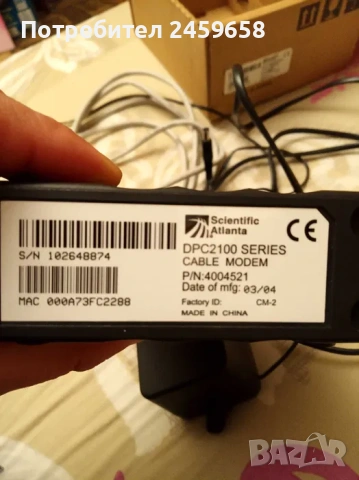 Потребител 2459658
Scientific
Atlanta
CE
DPC2100 SERIES
CABLE MODEM
S/N 102648874
P/N:4004521
Date of mfg: 03/04
MAC 000A73FC2288
Factory ID: CM-2
MADE IN CHINA
BAZAR